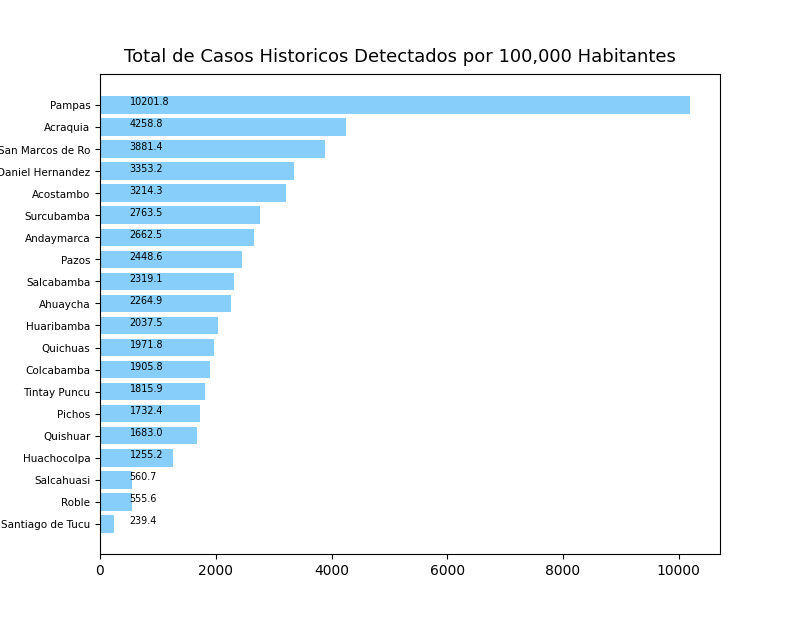 Total de Casos Historicos Detectados por 100,000 Habitantes
Pampas 10201.8
Acraquia 4258.8
San Marcos de Ro 3881.4
Daniel Hernandez 3353.2
Acostambo 3214.3
Surcubamba 2763.5
Andaymarca 2662.5
Pazos 2448.6
Salcabamba 2319.1
Ahuaycha 2264.9
Huaribamba 2037.5
Quichuas 1971.8
Colcabamba 1905.8
Tintay Puncu 1815.9
Pichos 1732.4
Quishuar 1683.0
Huachocolpa 1255.2
Salcahuasi 560.7
Roble 555.6
Santiago de Tucu 239.4
0 2000 4000 6000 8000 10000